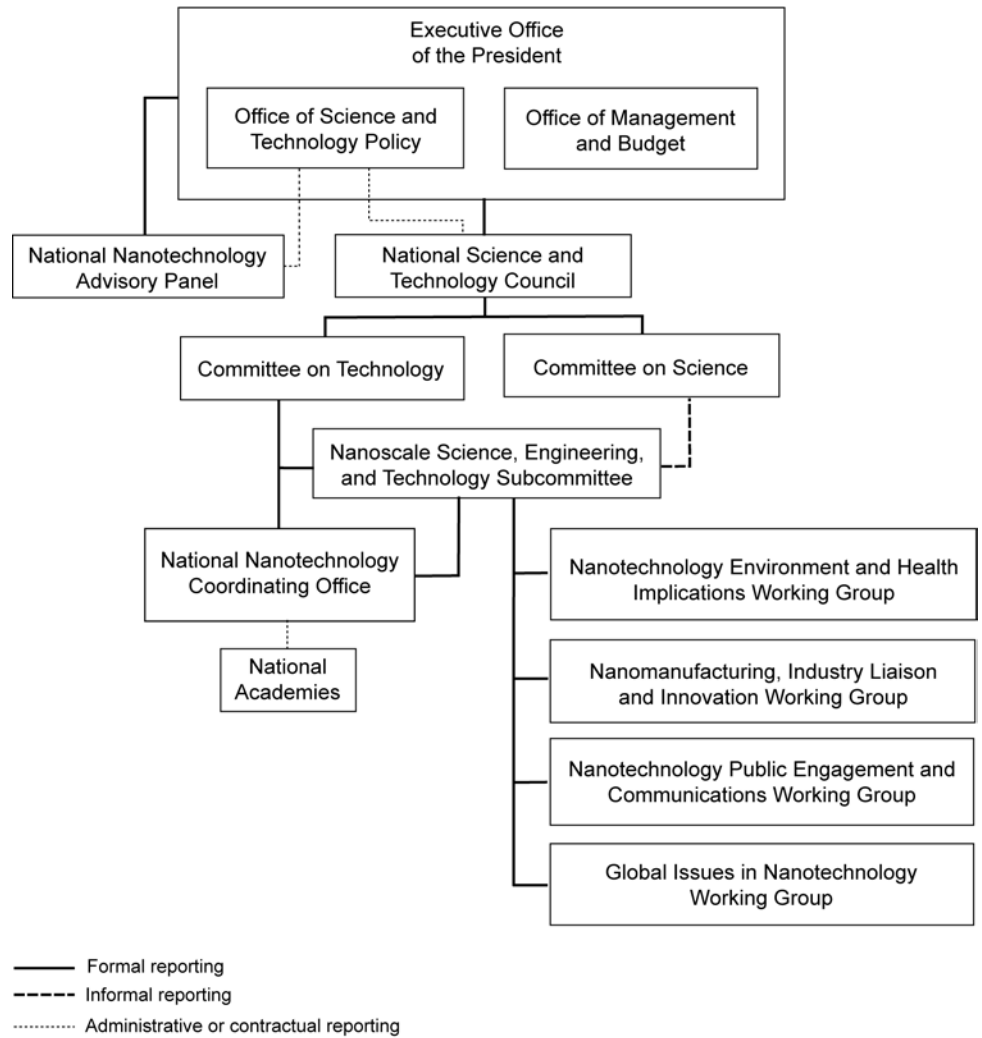 Executive Office
of the President
Office of Science and
Technology Policy
Office of Management
and Budget
National Nanotechnology
Advisory Panel
National Science and
Technology Council
Committee on Technology
Committee on Science
Nanoscale Science, Engineering,
and Technology Subcommittee
National Nanotechnology
Coordinating Office
National
Academies
Nanotechnology Environment and Health
Implications Working Group
Nanomanufacturing, Industry Liaison
and Innovation Working Group
Nanotechnology Public Engagement and
Communications Working Group
Global Issues in Nanotechnology
Working Group
Formal reporting
Informal reporting
Administrative or contractual reporting